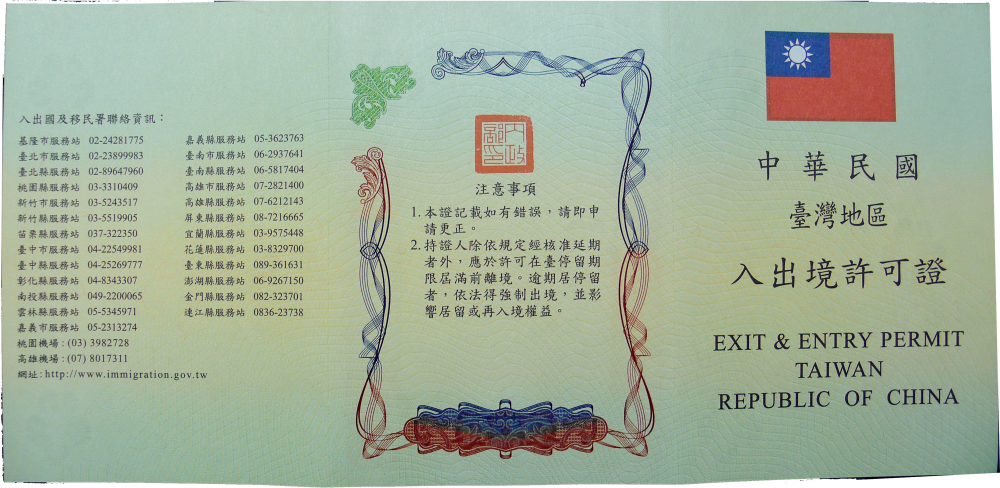 入出國及移民署聯絡資訊：
基隆市服務站 02-24281775
臺北市服務站 02-23899983
臺北縣服務站 02-89647960
桃園縣服務站 03-3310409
新竹市服務站 03-5243517
新竹縣服務站 03-5519905
苗栗縣服務站 037-322350
臺中市服務站 04-22549981
臺中縣服務站 04-25269777
彰化縣服務站 04-8343307
南投縣服務站 049-2200065
雲林縣服務站 05-5345971
嘉義市服務站 05-2313274
桃園機場：(03) 3982728
高雄機場：(07) 8017311
網址：http://www.immigration.gov.tw
嘉義縣服務站 05-3623763
臺南市服務站 06-2937641
臺南縣服務站 06-5817404
高雄市服務站 07-2821400
高雄縣服務站 07-6212143
屏東縣服務站 08-7216665
宜蘭縣服務站 03-9575448
花蓮縣服務站 03-8329700
臺東縣服務站 089-361631
澎湖縣服務站 06-9267150
金門縣服務站 082-323701
連江縣服務站 0836-23738
內政部印
注意事項
1. 本證記載如有錯誤，請即申
請更正。
2. 持證人除依規定經核准延期
者外，應於許可在臺停留期
限屆滿前離境。逾期居停留
者，依法得強制出境，並影
響居留或再入境權益。
中華民國
臺灣地區
入出境許可證
EXIT & ENTRY PERMIT
TAIWAN
REPUBLIC OF CHINA